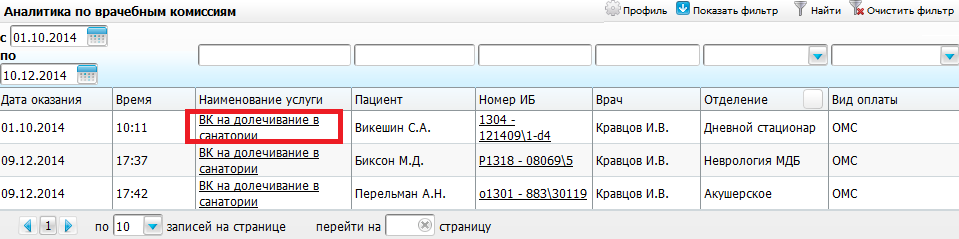 Аналитика по врачебным комиссиям
Профиль Показать фильтр Найти Очистить фильтр
с 01.10.2014
по
10.12.2014
Дата оказания Время Наименование услуги Пациент Номер ИБ Врач Отделение Вид оплаты
01.10.2014 10:11 ВК на долечивание в санатории Викешин С.А. 1304 - 121409\1-d4 Кравцов И.В. Дневной стационар ОМС
09.12.2014 17:37 ВК на долечивание в санатории Биксон М.Д. Р1318 - 08069\5 Кравцов И.В. Неврология МДБ ОМС
09.12.2014 17:42 ВК на долечивание в санатории Перельман А.Н. о1301 - 883\30119 Кравцов И.В. Акушерское ОМС
1 по 10 записей на странице перейти на страницу